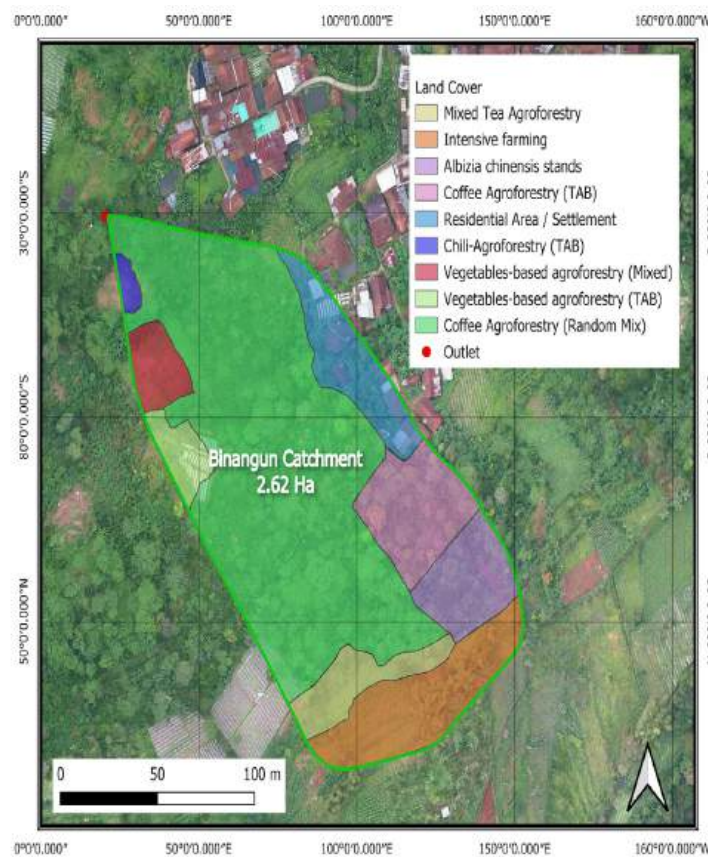 0°0'0.000"
50°0'0.000"E
100°0'0.000"E
150°0'0.000"E
160°0'0.000"W
Land Cover
Mixed Tea Agroforestry
Intensive farming
Albizia chinensis stands
Coffee Agroforestry (TAB)
Residential Area / Settlement
Chili-Agroforestry (TAB)
Vegetables-based agroforestry (Mixed)
Vegetables-based agroforestry (TAB)
Coffee Agroforestry (Random Mix)
Outlet
30°0'0.000"S
80°0'0.000"S
50°0'0.000"N
Binangun Catchment
2.62 Ha
0 50 100 m
0°0'0.000"
50°0'0.000"E
100°0'0.000"E
150°0'0.000"E
160°0'0.000"W